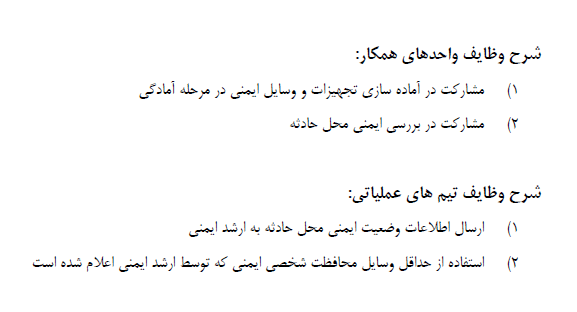 شرح وظایف واحدهای همکار:
۱) مشارکت در آماده سازی تجهیزات و وسایل ایمنی در مرحله آمادگی
۲) مشارکت در بررسی ایمنی محل حادثه
شرح وظایف تیم های عملیاتی:
۱) ارسال اطلاعات وضعیت ایمنی محل حادثه به ارشد ایمنی
۲) استفاده از حداقل وسایل محافظت شخصی ایمنی که توسط ارشد ایمنی اعلام شده است